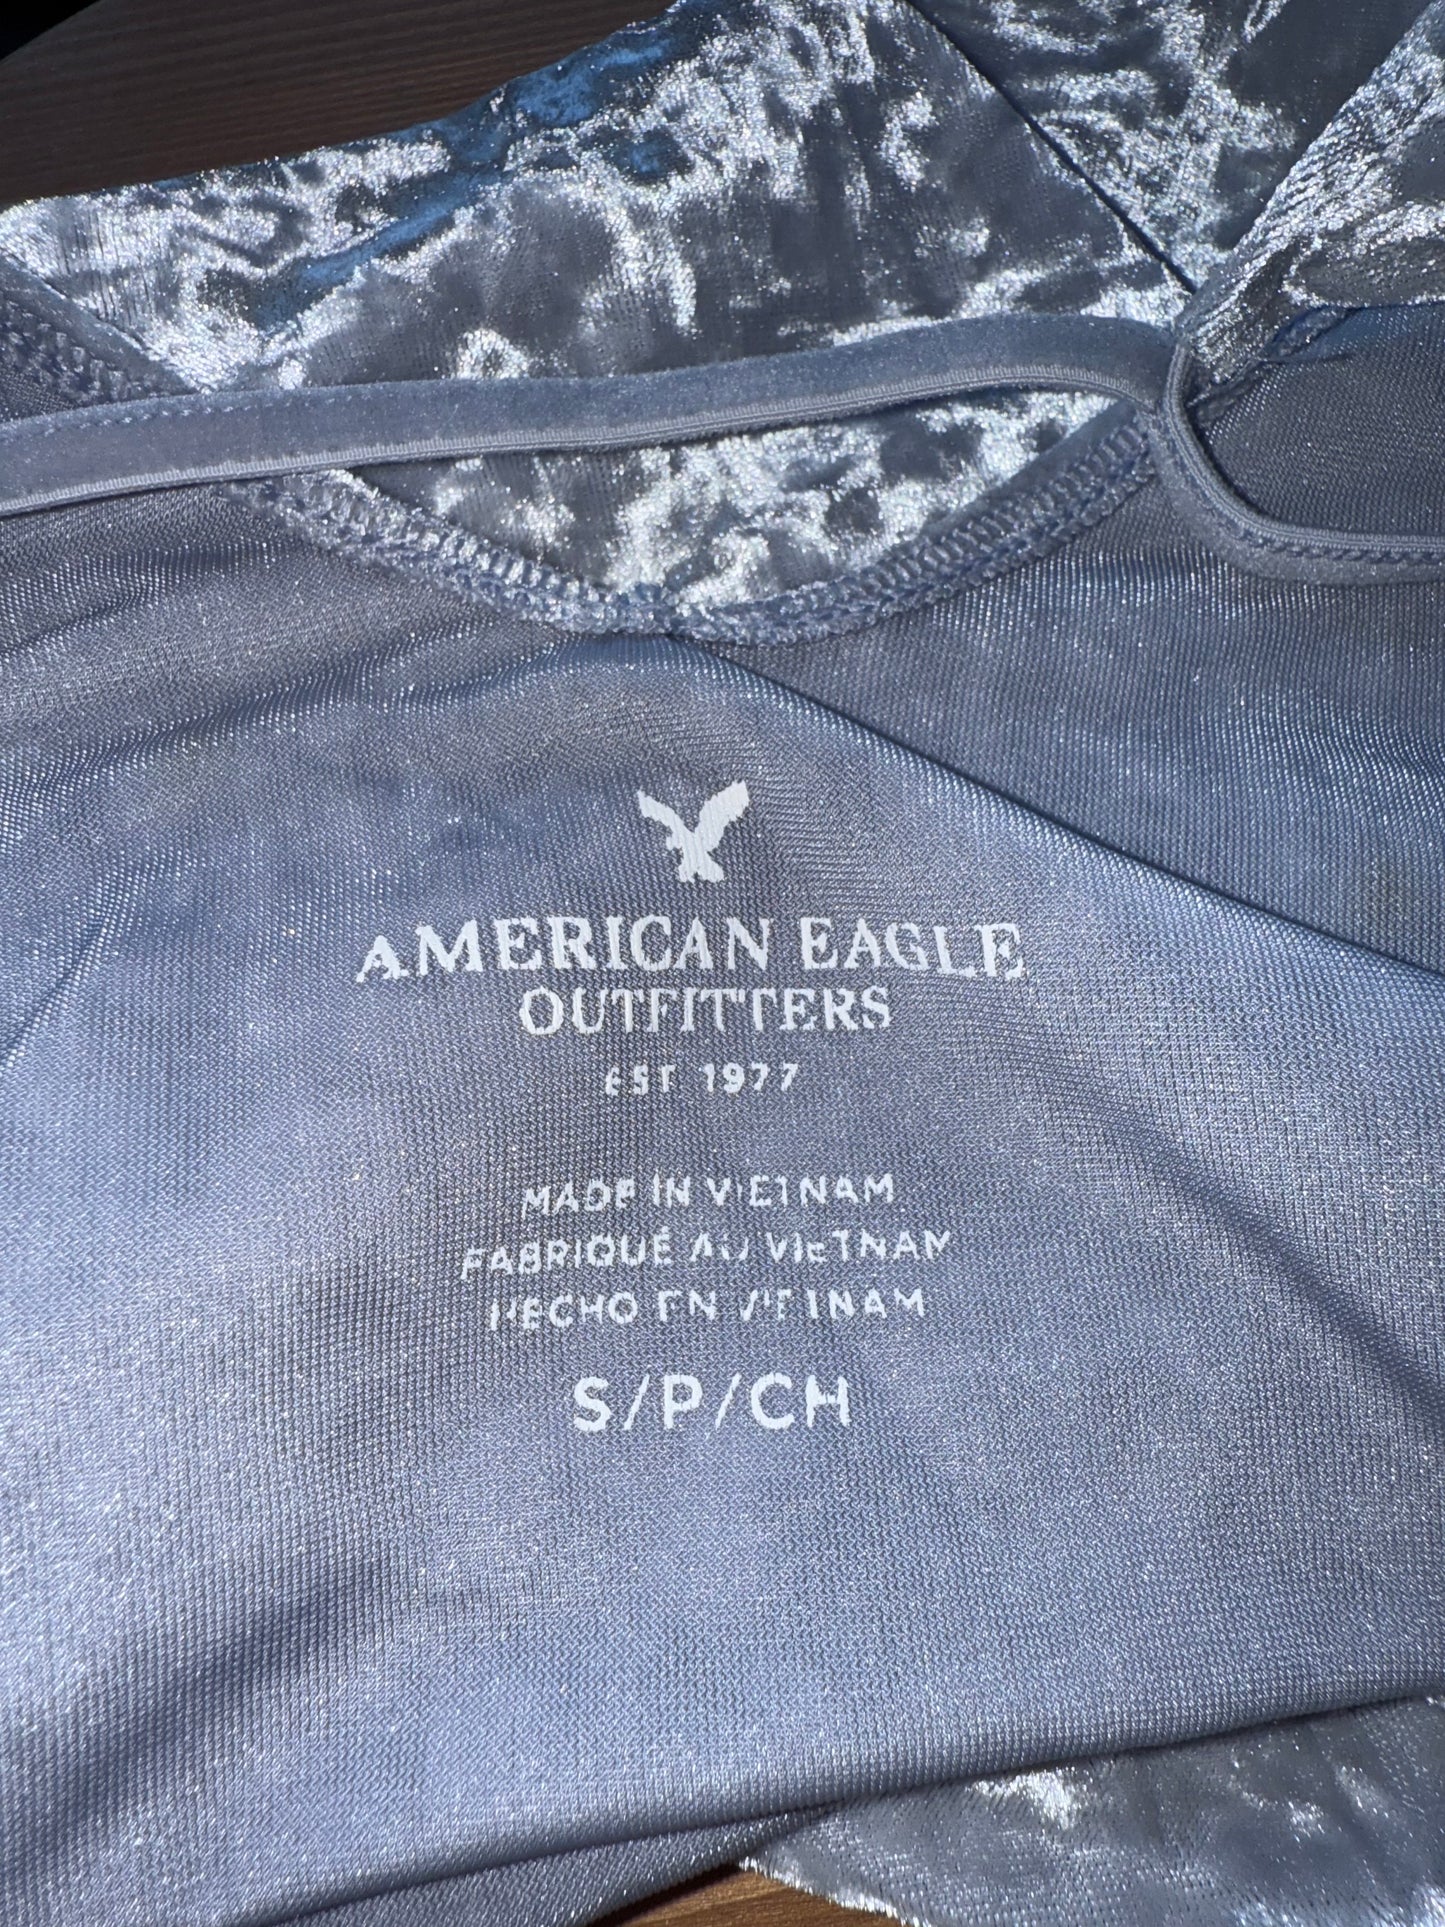 AMERICAN EAGLE
OUTFITTERS
EST 1977
MADE IN VIETNAM
FABRIQUÉ AU VIETNAM
HECHO EN VIETNAM
S/P/CH